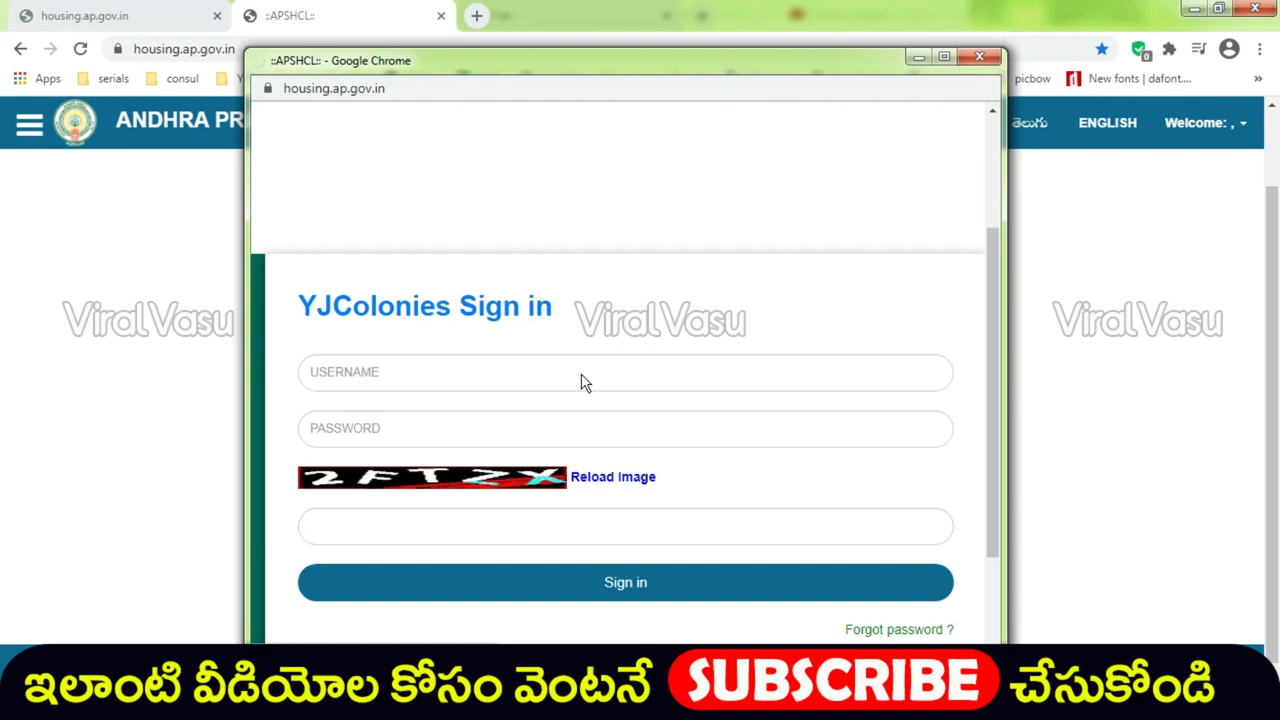 housing.ap.gov.in
::APSHCL::
housing.ap.gov.in
0
Apps
serials
consul
Y
picbow
New fonts | dafont....
»
::APSHCL:: - Google Chrome
housing.ap.gov.in
ANDHRA PR
తెలుగు
ENGLISH
Welcome: ,
YJColonies Sign in
ViralVasu
ViralVasu
ViralVasu
USERNAME
PASSWORD
2FTZX
Reload Image
Sign in
Forgot password ?
ఇలాంటి వీడియోల కోసం వెంటనే SUBSCRIBE చేసుకోండి